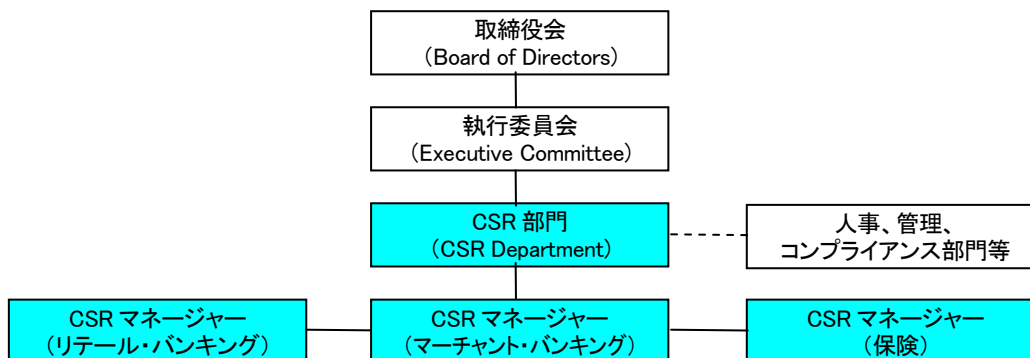 取締役会
（Board of Directors）
執行委員会
（Executive Committee）
CSR 部門
（CSR Department）
人事、管理、
コンプライアンス部門等
CSR マネージャー
（リテール・バンキング）
CSR マネージャー
（マーチャント・バンキング）
CSR マネージャー
（保険）